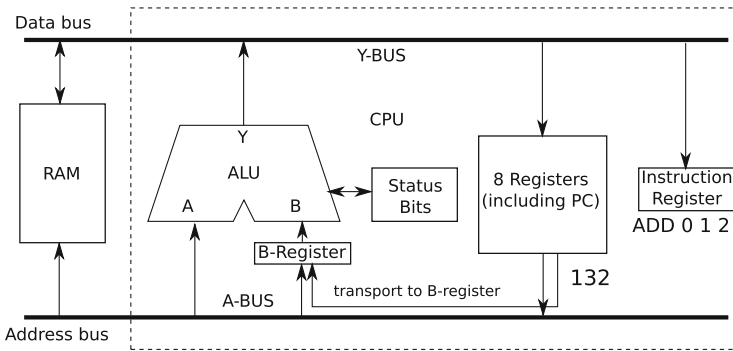 Data bus
Y-BUS
CPU
Y
RAM
ALU
A
B
Status
Bits
8 Registers
(including PC)
Instruction
Register
ADD 0 1 2
B-Register
132
transport to B-register
A-BUS
Address bus